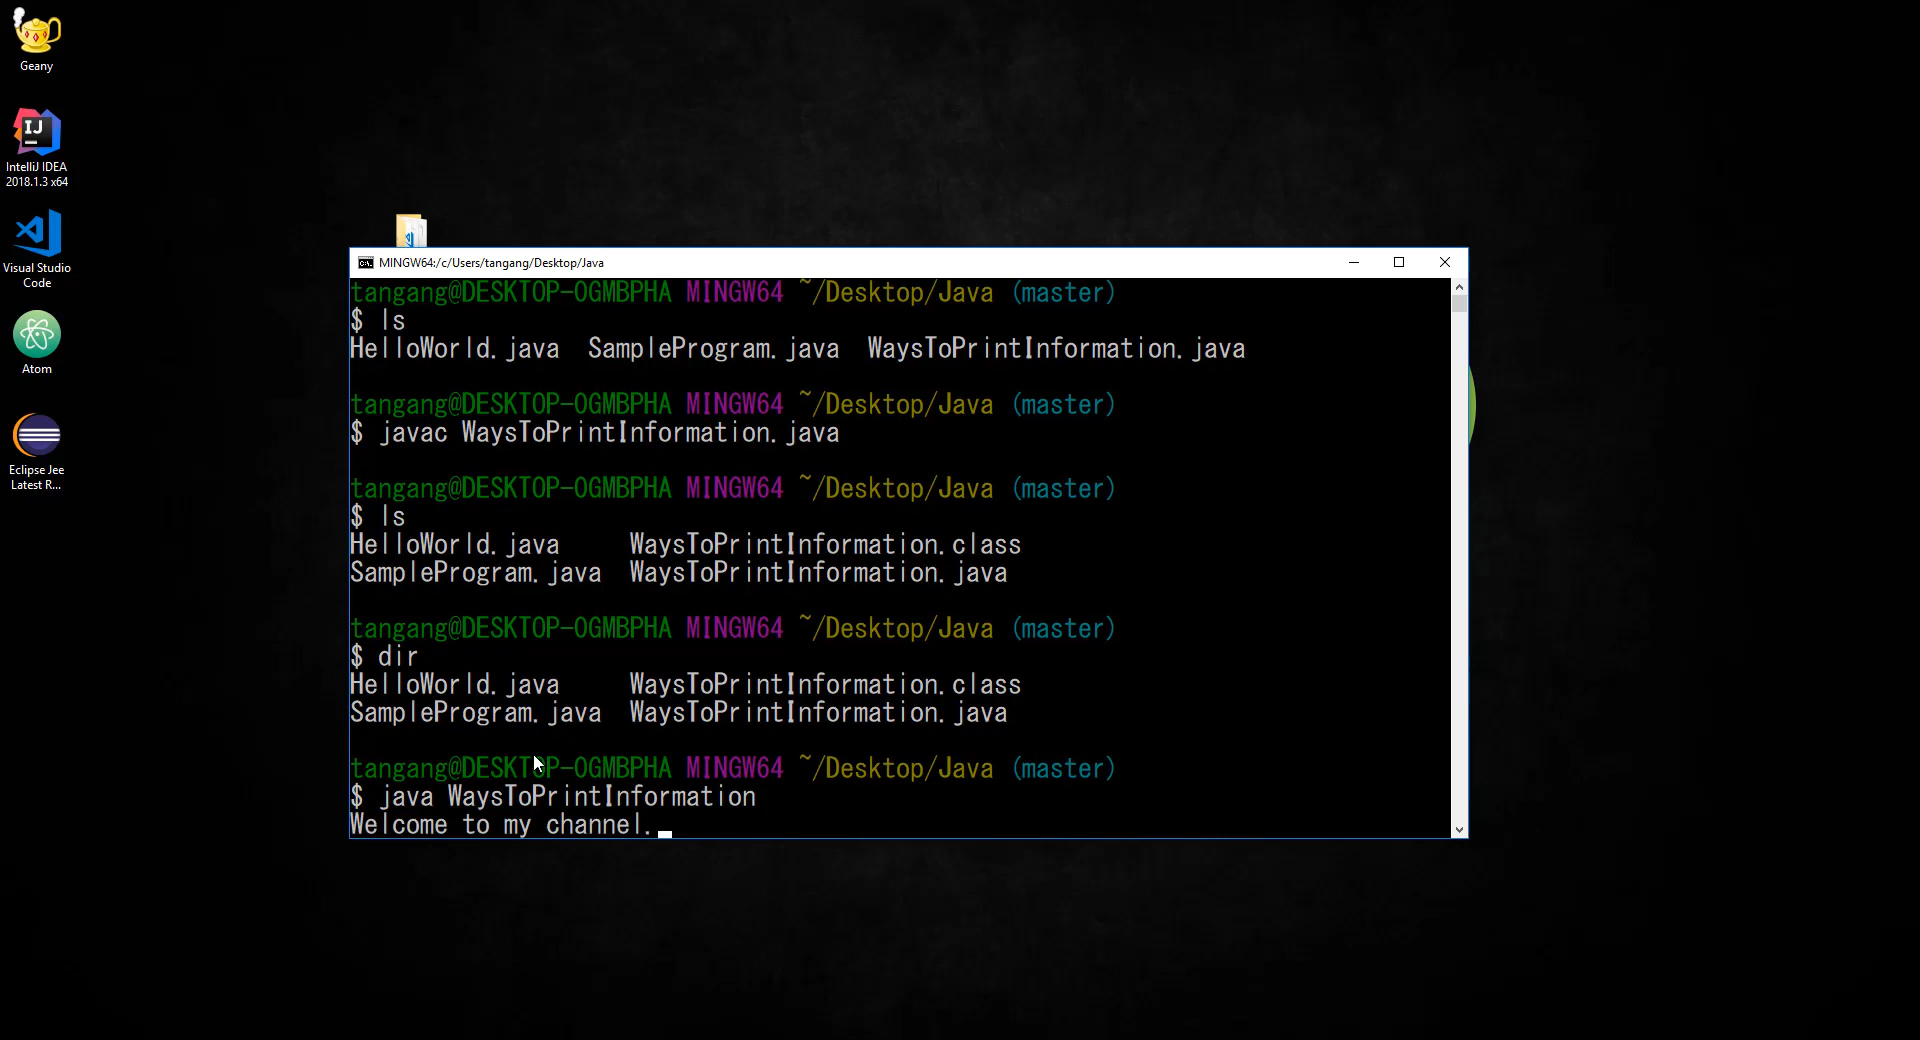 Geany
IntelliJ IDEA
2018.1.3 x64
Visual Studio
Code
Atom
Eclipse Jee
Latest R...
MINGW64:/c/Users/tangang/Desktop/Java
tangang@DESKTOP-OGMBPHA MINGW64 ~/Desktop/Java (master)
$ ls
HelloWorld.java  SampleProgram.java  WaysToPrintInformation.java
tangang@DESKTOP-OGMBPHA MINGW64 ~/Desktop/Java (master)
$ javac WaysToPrintInformation.java
tangang@DESKTOP-OGMBPHA MINGW64 ~/Desktop/Java (master)
$ ls
HelloWorld.java     WaysToPrintInformation.class
SampleProgram.java  WaysToPrintInformation.java
tangang@DESKTOP-OGMBPHA MINGW64 ~/Desktop/Java (master)
$ dir
HelloWorld.java     WaysToPrintInformation.class
SampleProgram.java  WaysToPrintInformation.java
tangang@DESKTOP-OGMBPHA MINGW64 ~/Desktop/Java (master)
$ java WaysToPrintInformation
Welcome to my channel.